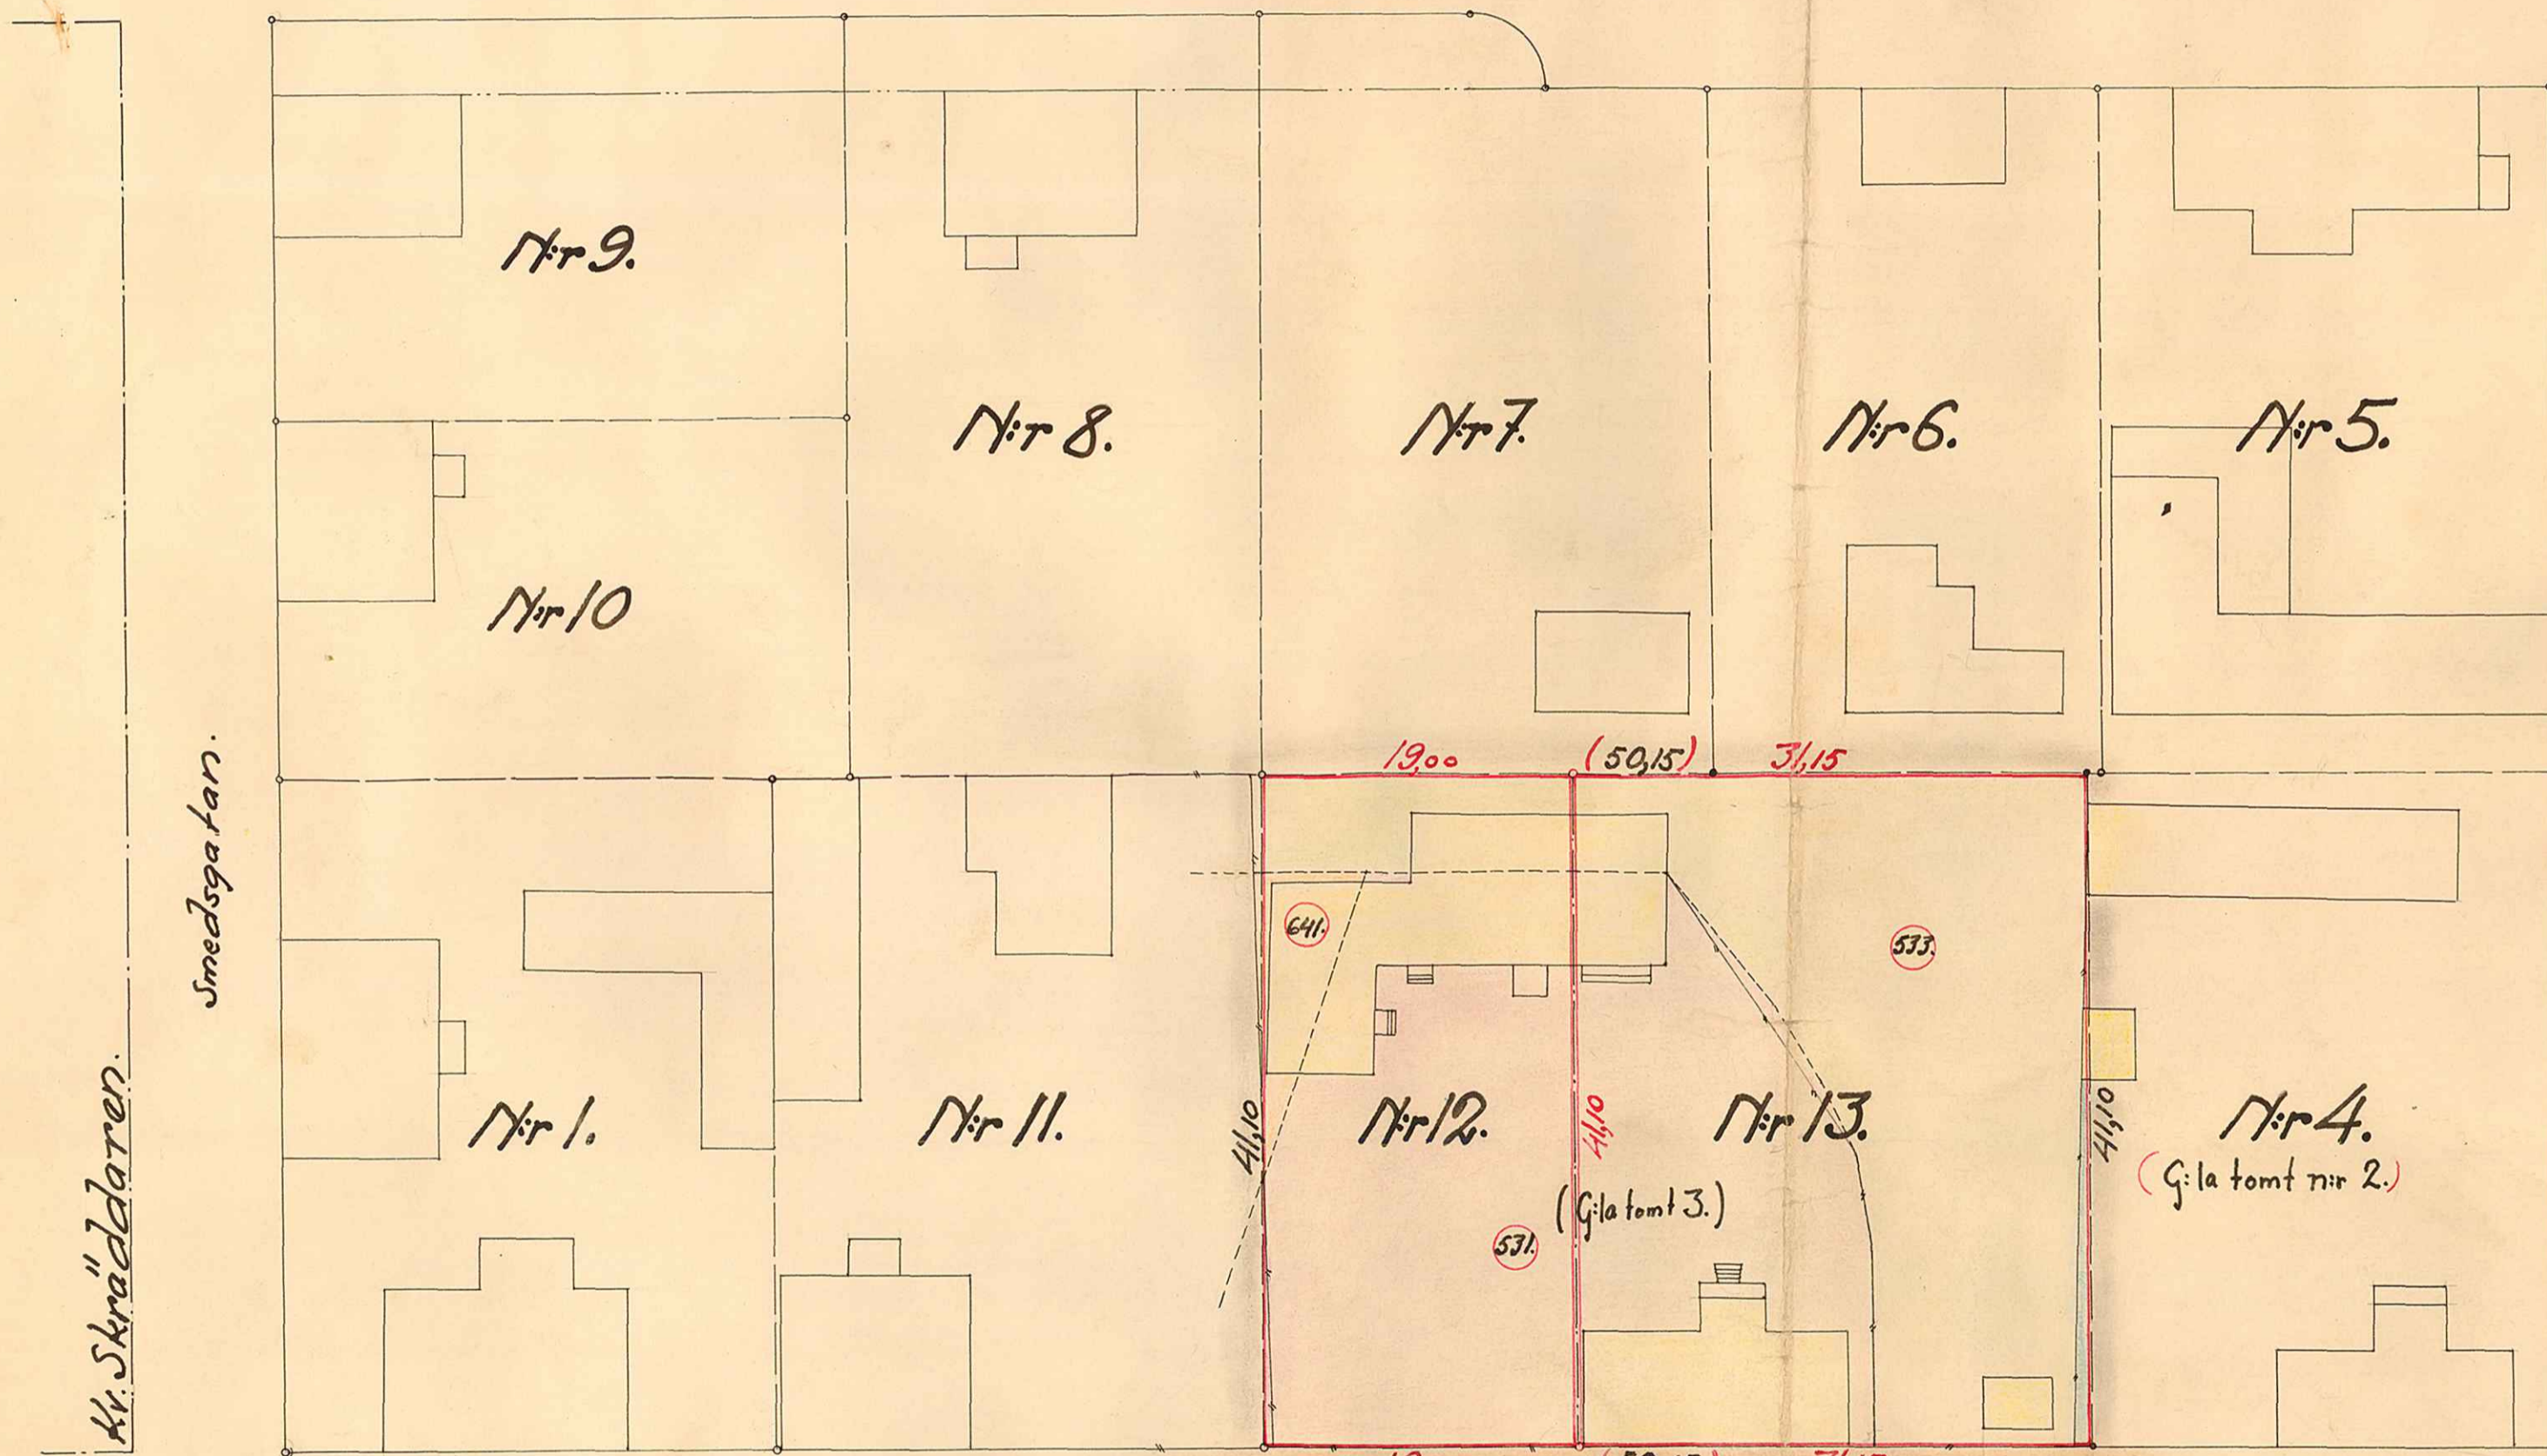 N:r 9.
N:r 8.
N:r 7.
N:r 6.
N:r 5.
N:r 10
Smedsgatan.
Kv. Skräddaren.
19,00
(50,15)
31,15
641.
533.
N:r 1.
N:r 11.
41,10
N:r 12.
41,10
N:r 13.
41,10
N:r 4.
(G:la tomt n:r 2.)
(G:la tomt 3.)
531.